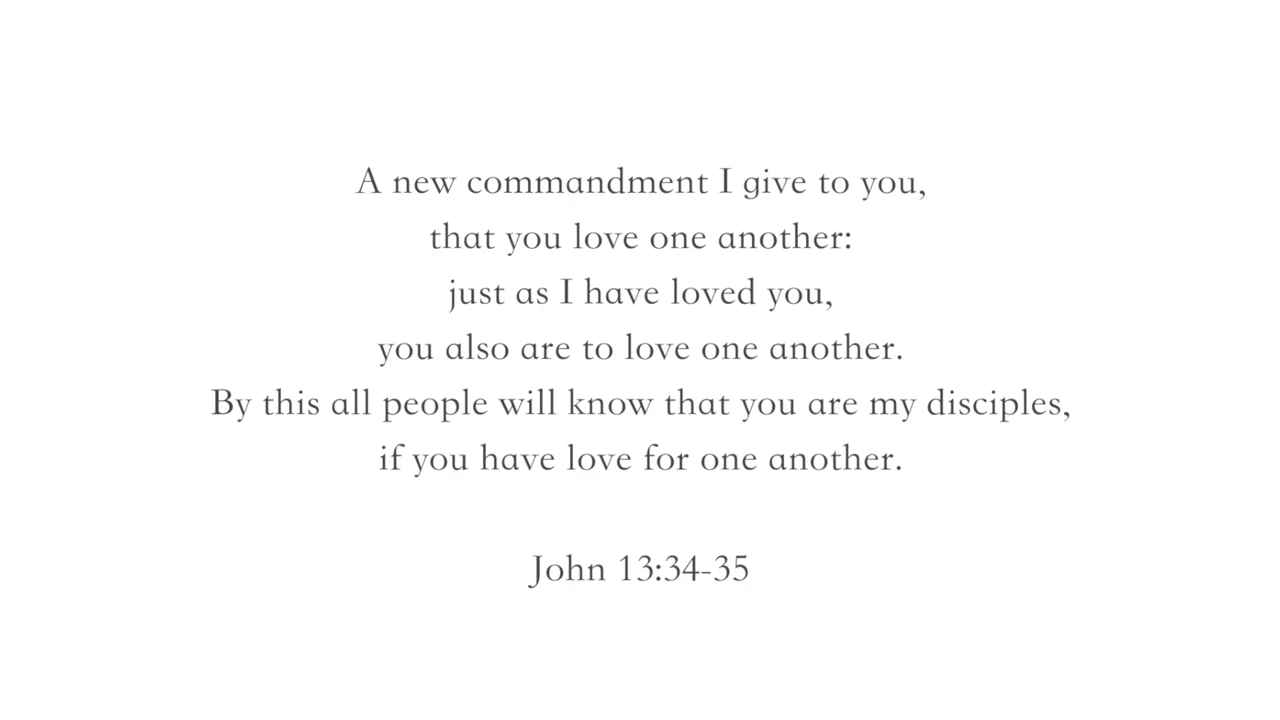 A new commandment I give to you,
that you love one another:
just as I have loved you,
you also are to love one another.
By this all people will know that you are my disciples,
if you have love for one another.
John 13:34-35